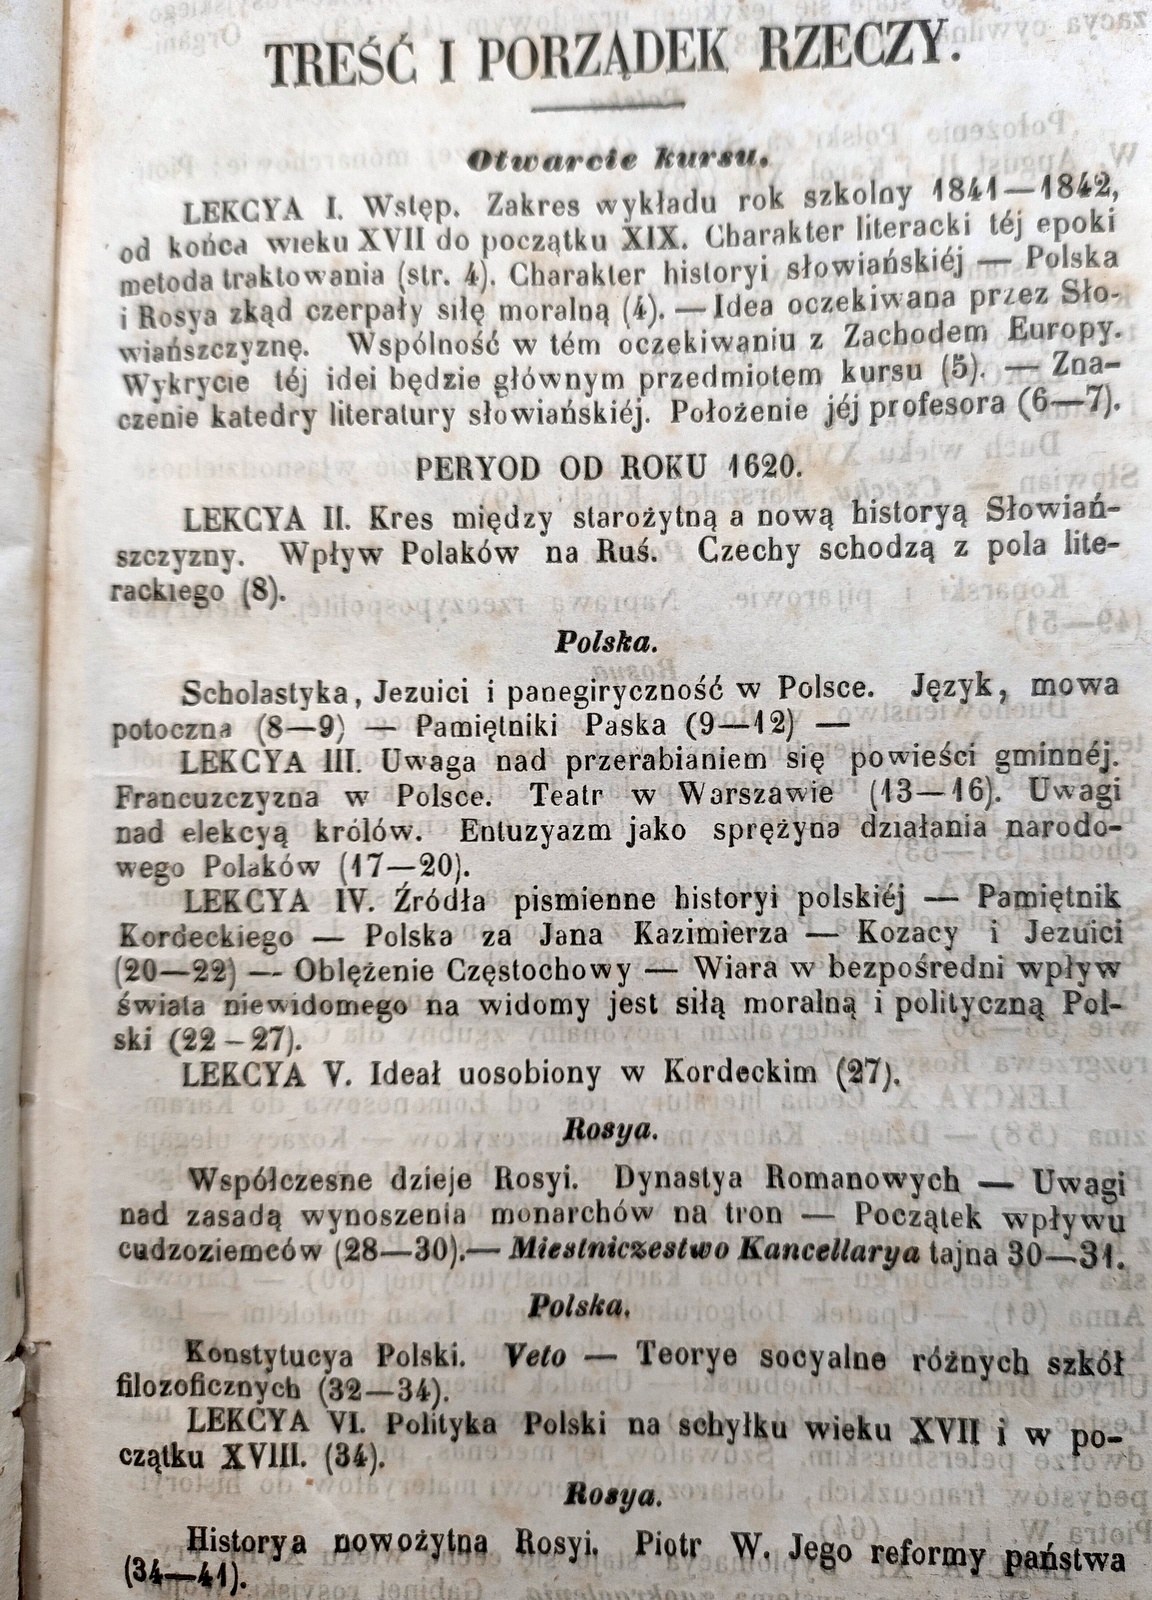 TREŚĆ I PORZĄDEK RZECZY.
Otwarcie kursu.
LEKCYA I. Wstęp. Zakres wykładu rok szkolny 1841—1842,
od końca wieku XVII do początku XIX. Charakter literacki téj epoki
metoda traktowania (str. 4). Charakter historyi słowiańskiéj — Polska
i Rosya zkąd czerpały siłę moralną (4). — Idea oczekiwana przez Sło-
wiańszczyznę. Wspólność w tém oczekiwaniu z Zachodem Europy.
Wykrycie téj idei będzie głównym przedmiotem kursu (5). — Zna-
czenie katedry literatury słowiańskiéj. Położenie jéj profesora (6—7).
PERYOD OD ROKU 1620.
LEKCYA II. Kres między starożytną a nową historyą Słowiań-
szczyzny. Wpływ Polaków na Ruś. Czechy schodzą z pola lite-
rackiego (8).
Polska.
Scholastyka, Jezuici i panegiryczność w Polsce. Język, mowa
potoczna (8—9) — Pamiętniki Paska (9—12) —
LEKCYA III. Uwaga nad przerabianiem się powieści gminnéj.
Francuzczyzna w Polsce. Teatr w Warszawie (13—16). Uwagi
nad elekcyą królów. Entuzyazm jako sprężyna działania narodo-
wego Polaków (17—20).
LEKCYA IV. Źródła pismienne historyi polskiéj — Pamiętnik
Kordeckiego — Polska za Jana Kazimierza — Kozacy i Jezuici
(20—22) — Oblężenie Częstochowy — Wiara w bezpośredni wpływ
świata niewidomego na widomy jest siłą moralną i polityczną Pol-
ski (22—27).
LEKCYA V. Ideał uosobiony w Kordeckim (27).
Rosya.
Współczesne dzieje Rosyi. Dynastya Romanowych — Uwagi
nad zasadą wynoszenia monarchów na tron — Początek wpływu
cudzoziemców (28—30).— Miestniczestwo Kancellarya tajna 30—31.
Polska.
Konstytucya Polski. Veto — Teorye socyalne różnych szkół
filozoficznych (32—34).
LEKCYA VI. Polityka Polski na schyłku wieku XVII i w po-
czątku XVIII. (34).
Rosya.
Historya nowożytna Rosyi. Piotr W. Jego reformy państwa
(34—41).